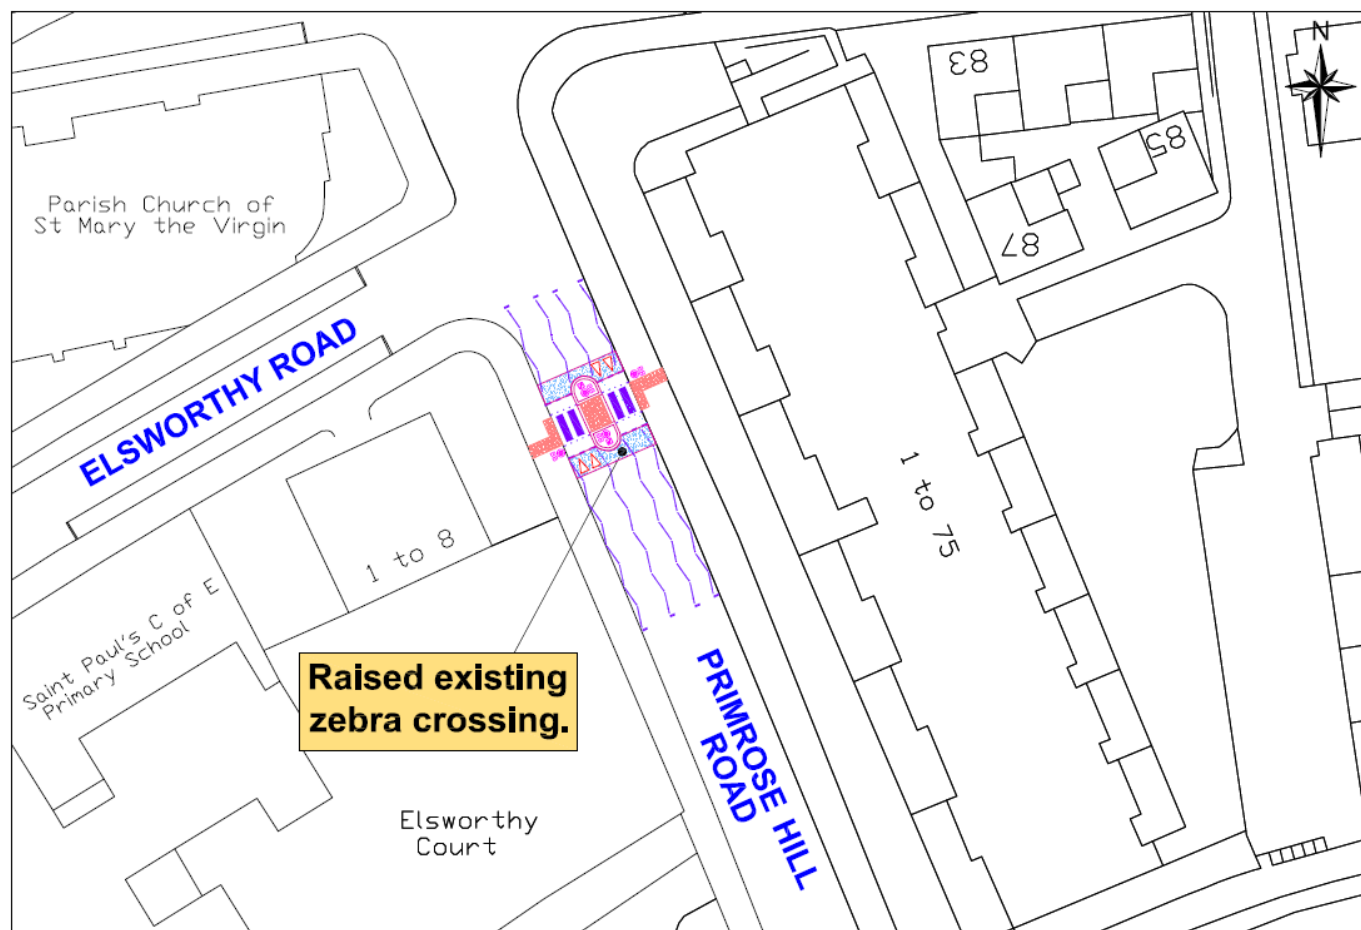 N
83
85
87
Parish Church of
St Mary the Virgin
ELSWORTHY ROAD
1 to 8
1 to 75
Saint Paul's C of E
Primary School
Raised existing
zebra crossing.
PRIMROSE HILL
ROAD
Elsworthy
Court